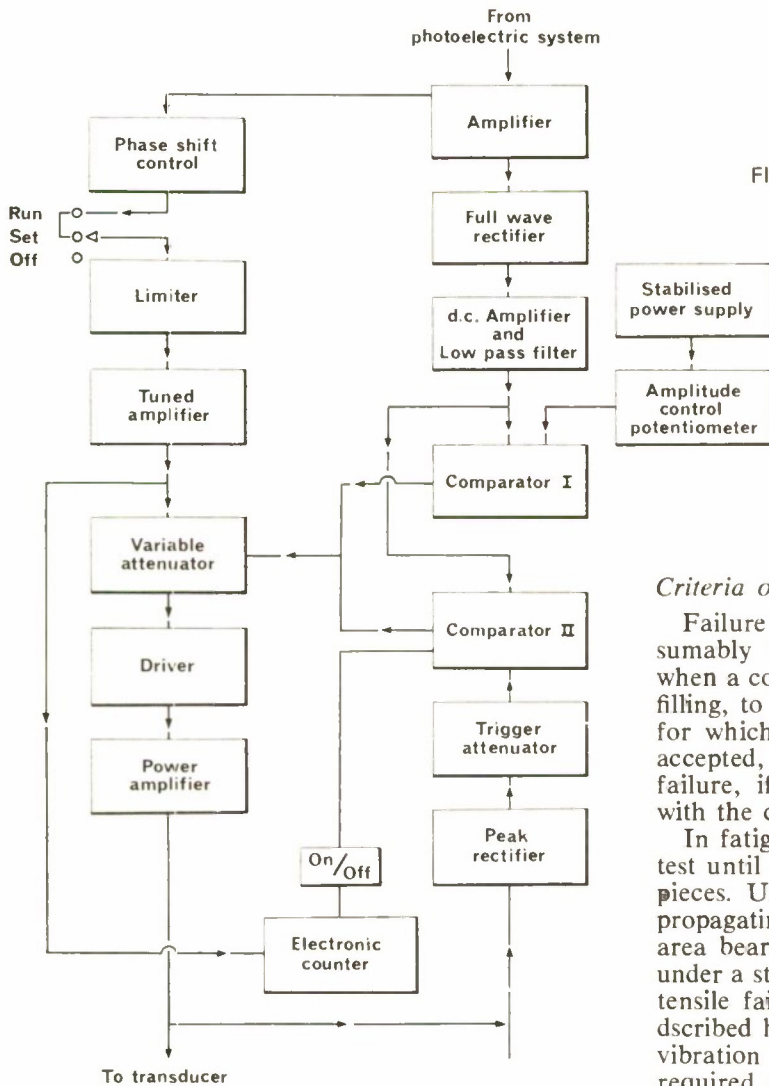 From
photoelectric system
Amplifier
Phase shift
control
Run
Set
Off
Full wave
rectifier
Limiter
d.c. Amplifier
and
Low pass filter
Stabilised
power supply
Tuned
amplifier
Amplitude
control
potentiometer
Comparator I
Variable
attenuator
Comparator II
Driver
Trigger
attenuator
Power
amplifier
Peak
rectifier
On/Off
Electronic
counter
To transducer
Criteria o
Failure
sumably
when a co
filling, to
for which
accepted,
failure, if
with the c
In fatig
test until
pieces. U
propagatin
area bear
under a st
tensile fai
dscribed h
vibration
required